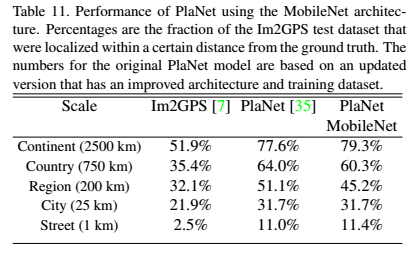 Table 11. Performance of PlaNet using the MobileNet architec-
ture. Percentages are the fraction of the Im2GPS test dataset that
were localized within a certain distance from the ground truth. The
numbers for the original PlaNet model are based on an updated
version that has an improved architecture and training dataset.
Scale Im2GPS [7] PlaNet [35] PlaNet
MobileNet
Continent (2500 km) 51.9% 77.6% 79.3%
Country (750 km) 35.4% 64.0% 60.3%
Region (200 km) 32.1% 51.1% 45.2%
City (25 km) 21.9% 31.7% 31.7%
Street (1 km) 2.5% 11.0% 11.4%